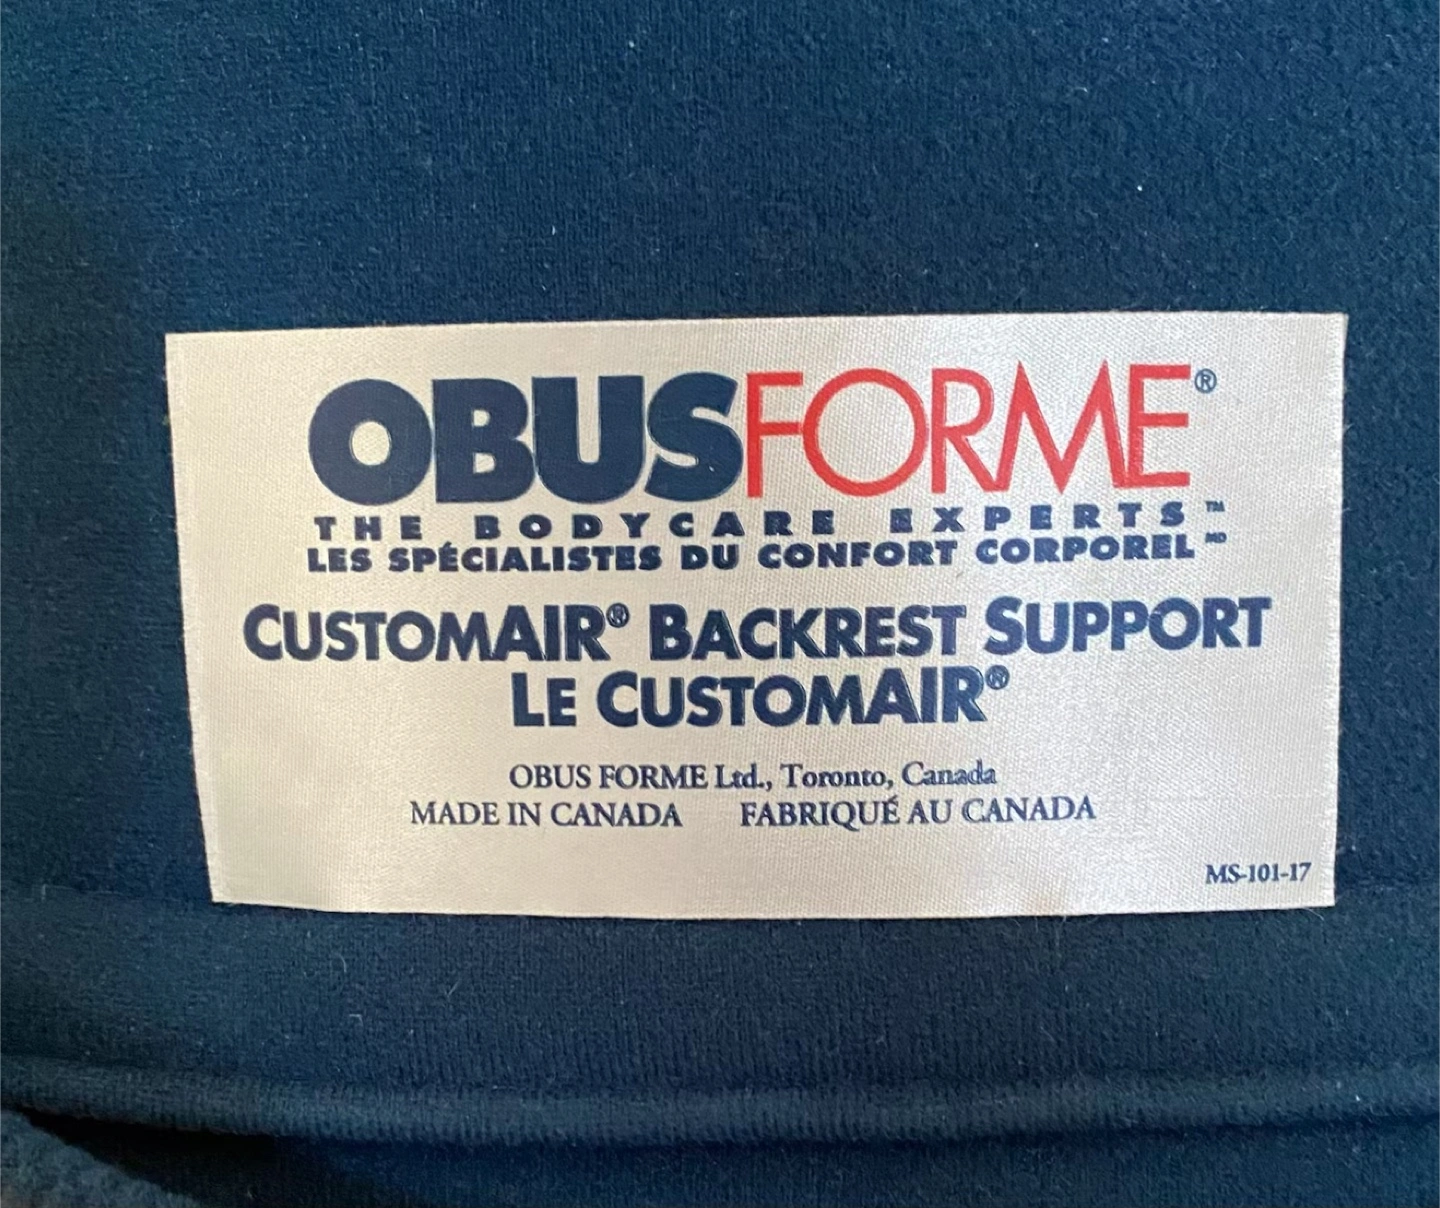 OBUSFORME®
THE BODYCARE EXPERTS™
LES SPÉCIALISTES DU CONFORT CORPOREL MD
CUSTOMAIR® BACKREST SUPPORT
LE CUSTOMAIR®
OBUS FORME Ltd., Toronto, Canada
MADE IN CANADA FABRIQUÉ AU CANADA
MS-101-17